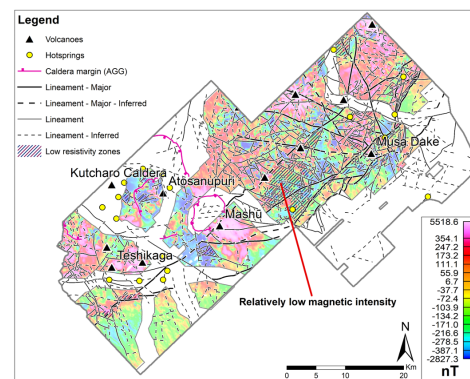 Legend
Volcanoes
Hotsprings
Caldera margin (AGG)
Lineament - Major
Lineament - Major - Inferred
Lineament
Lineament - Inferred
Low resistivity zones
Musa Dake
Kutcharo Caldera
Atosanupuri
Mashū
Teshikaga
Relatively low magnetic intensity
N
0 5 10 20
Km
5518.6
354.1
247.2
173.2
111.1
55.9
6.7
-37.7
-72.4
-103.9
-134.2
-171.0
-216.6
-278.5
-387.1
-2827.3
nT